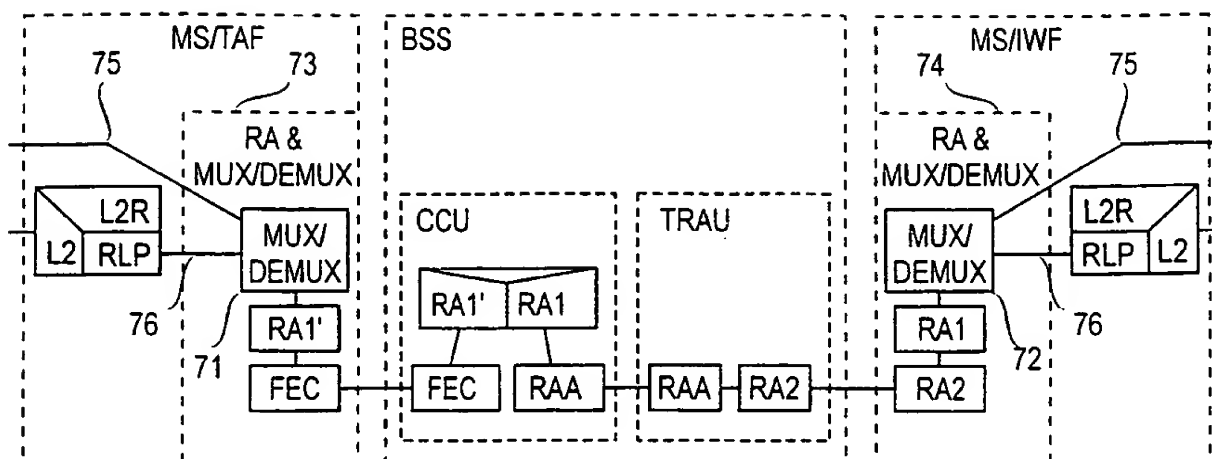 MS/TAF
BSS
MS/IWF
75
73
74
75
RA &
MUX/DEMUX
RA &
MUX/DEMUX
L2R
L2
RLP
MUX/
DEMUX
CCU
TRAU
MUX/
DEMUX
L2R
RLP
L2
76
71
RA1'
RA1'
RA1
RA1
72
76
FEC
FEC
RAA
RAA
RA2
RA2